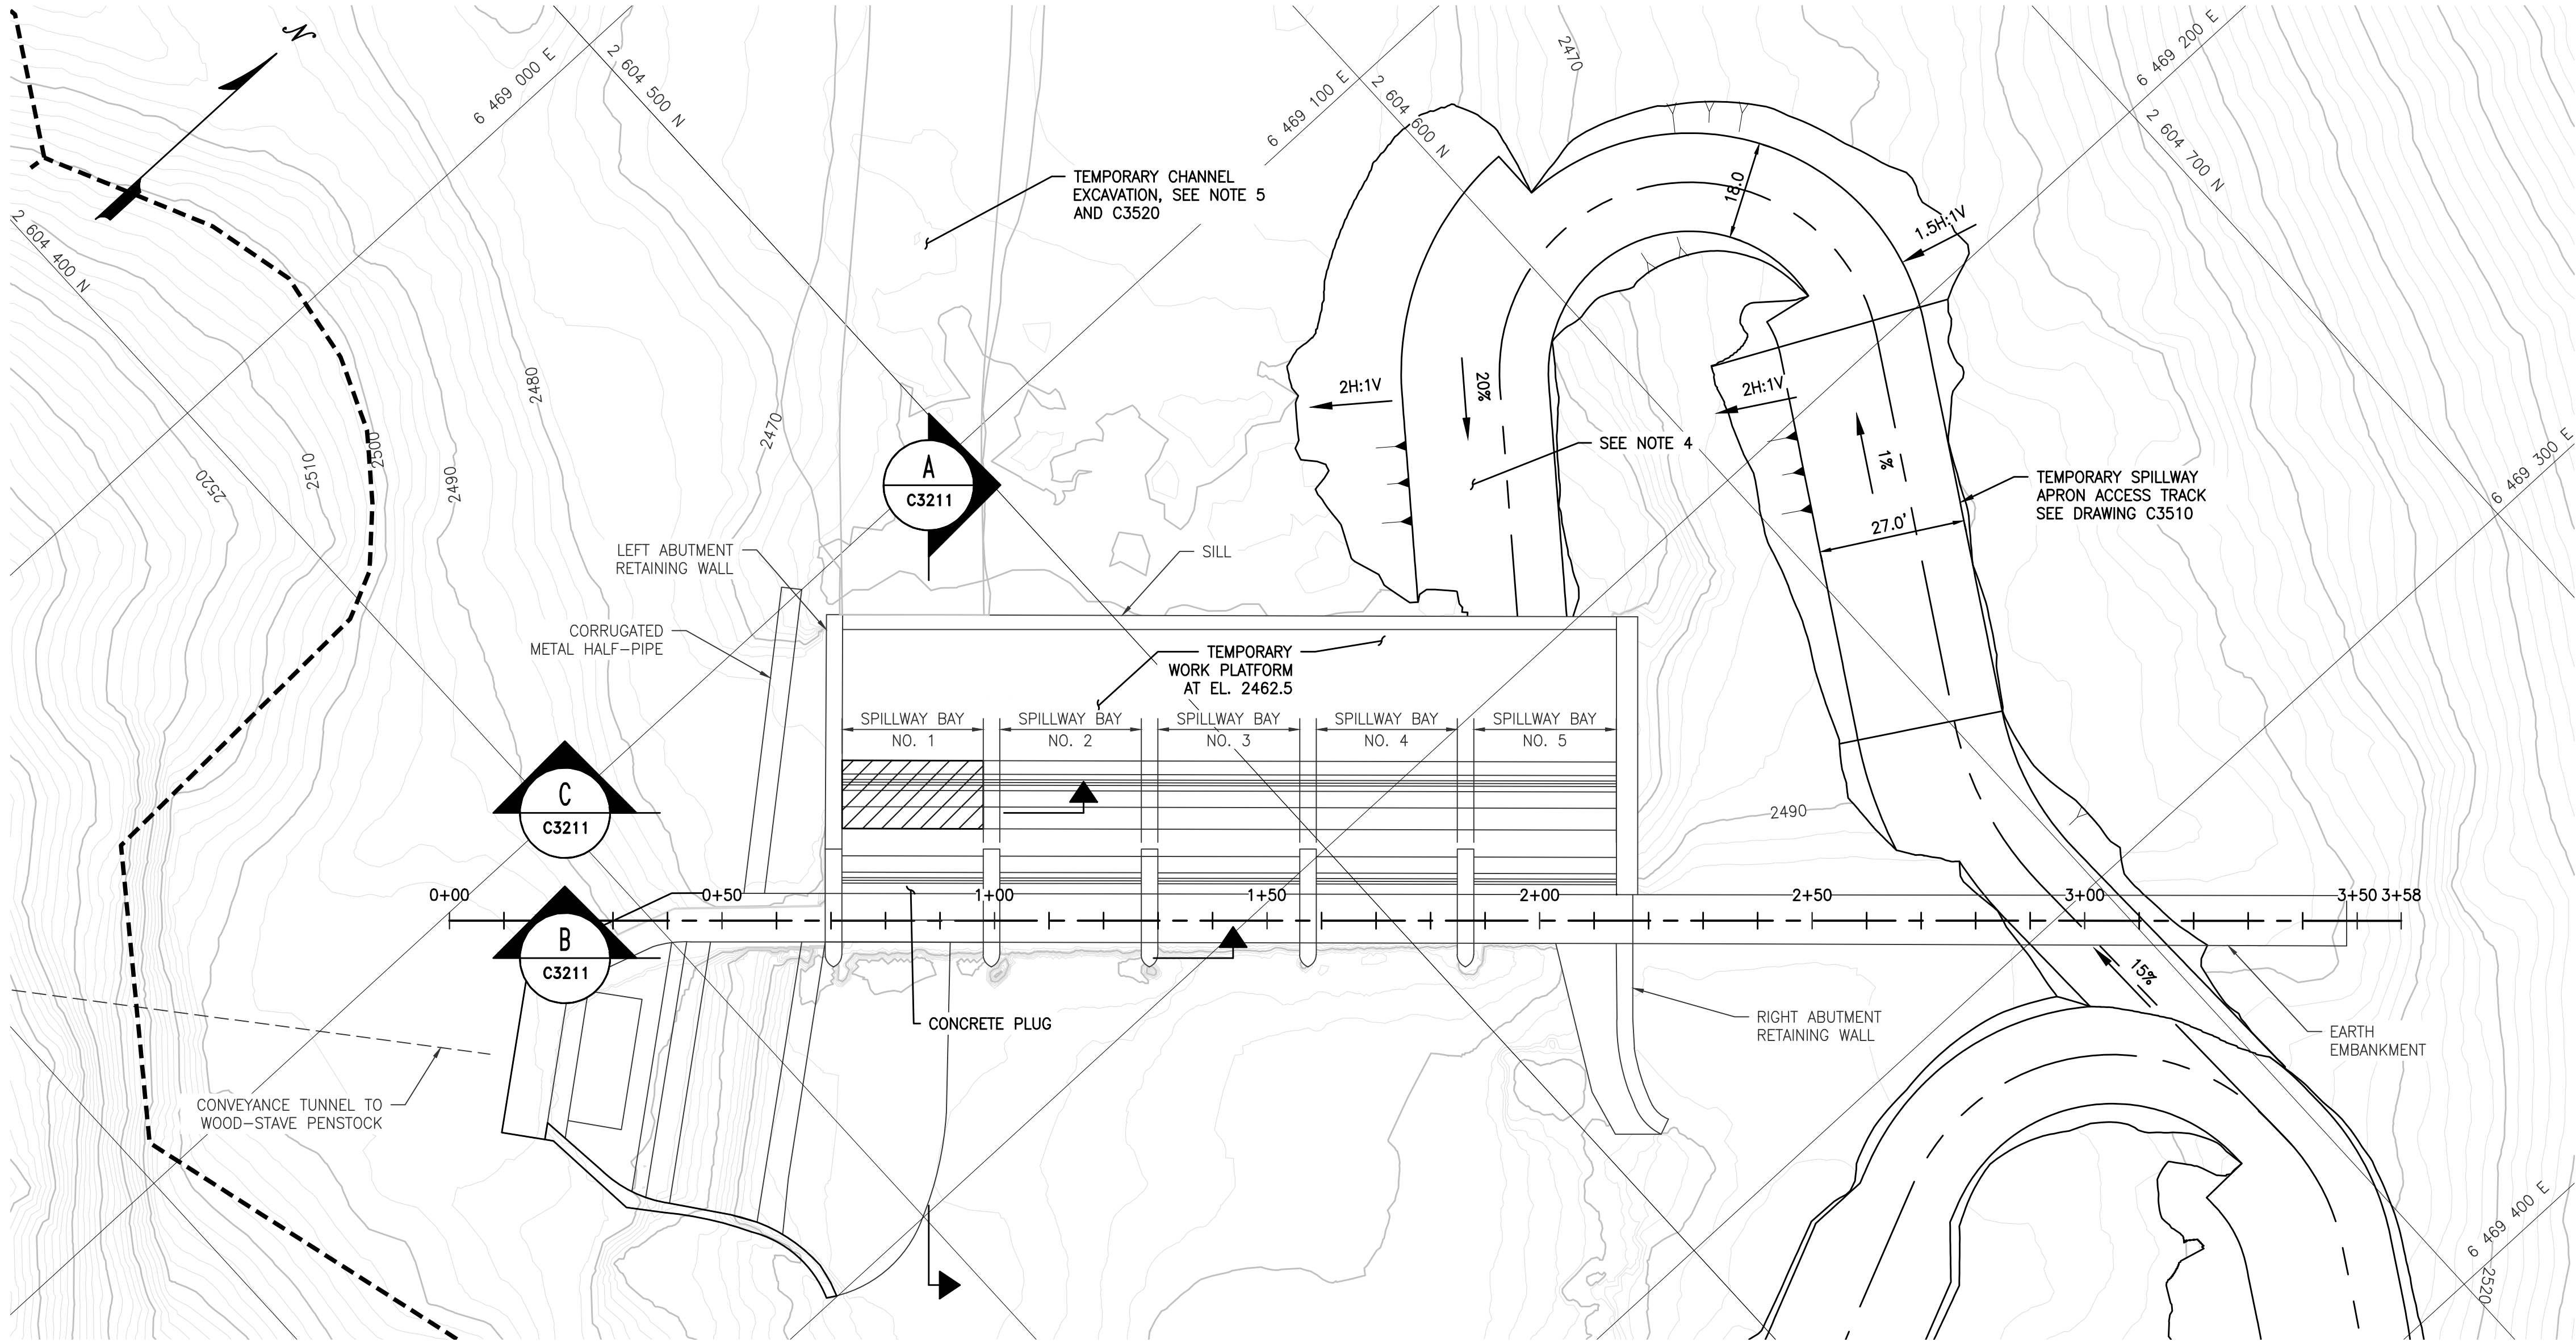 N
6 469 000 E
2 604 500 N
6 469 100 E
2 604 600 N
2470
6 469 200 E
2 604 700 N
2 604 400 N
TEMPORARY CHANNEL
EXCAVATION, SEE NOTE 5
AND C3520
18.0
1.5H:1V
2480
2470
2H:1V
20%
2H:1V
SEE NOTE 4
1%
TEMPORARY SPILLWAY
APRON ACCESS TRACK
SEE DRAWING C3510
27.0'
6 469 300 E
2520
2510
2500
2490
A
C3211
LEFT ABUTMENT
RETAINING WALL
SILL
CORRUGATED
METAL HALF-PIPE
TEMPORARY
WORK PLATFORM
AT EL. 2462.5
SPILLWAY BAY
NO. 1
SPILLWAY BAY
NO. 2
SPILLWAY BAY
NO. 3
SPILLWAY BAY
NO. 4
SPILLWAY BAY
NO. 5
C
C3211
2490
0+00
0+50
1+00
1+50
2+00
2+50
3+00
3+50
3+58
B
C3211
15%
CONCRETE PLUG
RIGHT ABUTMENT
RETAINING WALL
EARTH
EMBANKMENT
CONVEYANCE TUNNEL TO
WOOD-STAVE PENSTOCK
6 469 400 E
2520